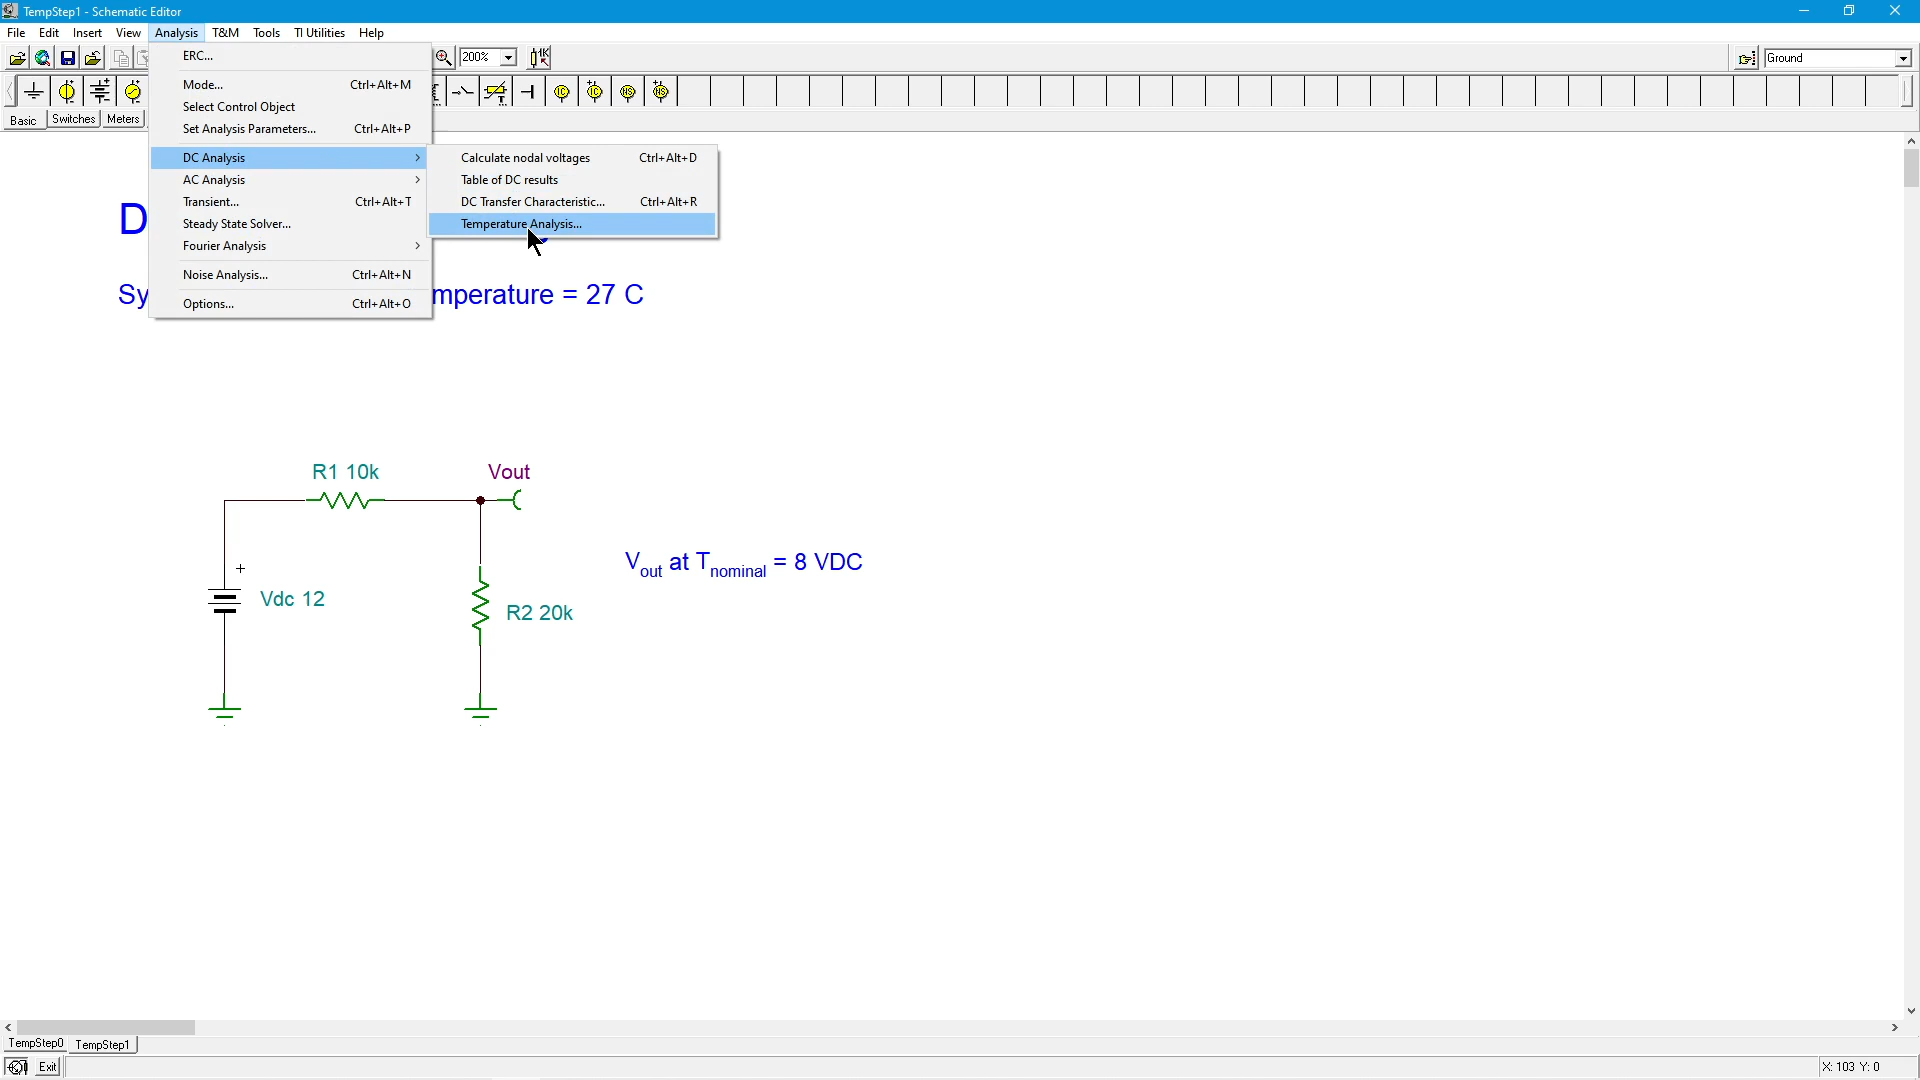 TempStep1 - Schematic Editor
File Edit Insert View Analysis T&M Tools TI Utilities Help
200%
Ground
Basic Switches Meters
ERC...
Mode... Ctrl+Alt+M
Select Control Object
Set Analysis Parameters... Ctrl+Alt+P
DC Analysis
AC Analysis
Transient... Ctrl+Alt+T
Steady State Solver...
Fourier Analysis
Noise Analysis... Ctrl+Alt+N
Options... Ctrl+Alt+O
Calculate nodal voltages Ctrl+Alt+D
Table of DC results
DC Transfer Characteristic... Ctrl+Alt+R
Temperature Analysis...
D
Sy mperature = 27 C
R1 10k
Vout
+
Vdc 12
R2 20k
Vout at Tnominal = 8 VDC
TempStep0 TempStep1
Exit
X: 103 Y: 0